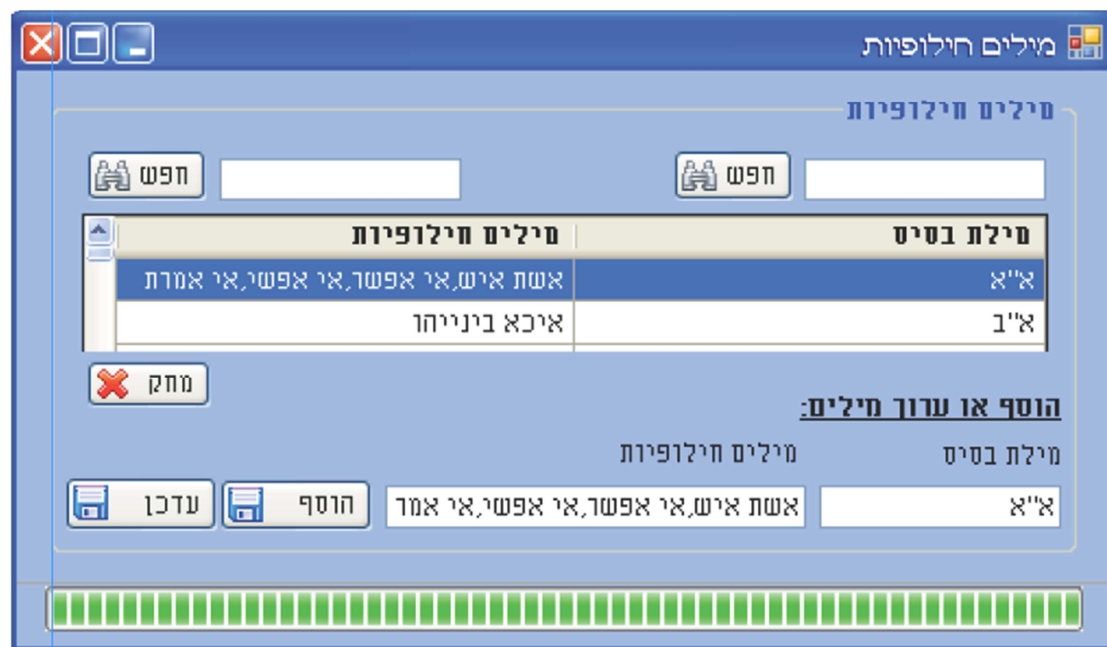 מילים חילופיות
מילים חילופיות
חפש חפש
מילת בסיס מילים חילופיות
א''א אשת איש,אי אפשר,אי אפשי,אי אמרת
א''ב איכא בינייהו
מחק
הוסף או ערוך מילים:
מילת בסיס מילים חילופיות
א''א אשת איש,אי אפשר,אי אפשי,אי אמר הוסף עדכן